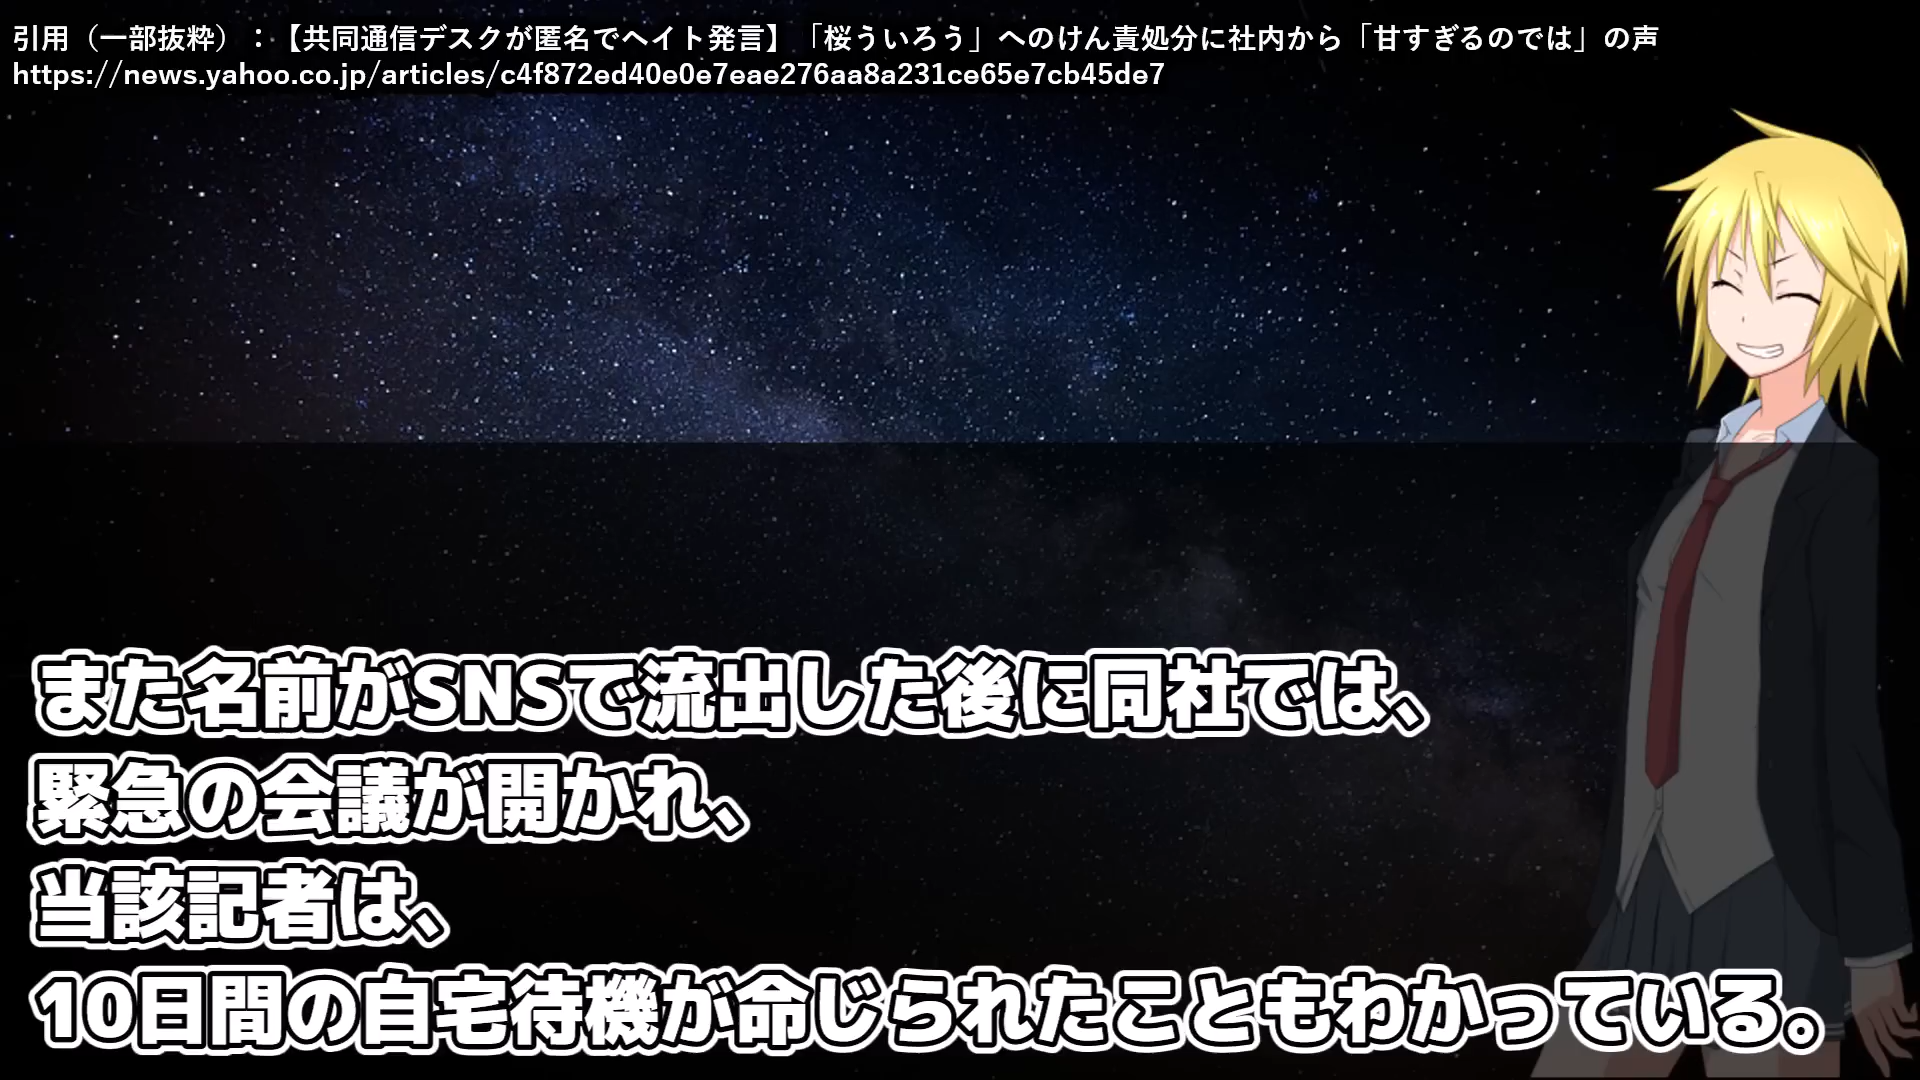 引用（一部抜粋）：【共同通信デスクが匿名でヘイト発言】「桜ういろう」へのけん責処分に社内から「甘すぎるのでは」の声
https://news.yahoo.co.jp/articles/c4f872ed40e0e7eae276aa8a231ce65e7cb45de7
また名前がSNSで流出した後に同社では、
緊急の会議が開かれ、
当該記者は、
10日間の自宅待機が命じられたこともわかっている。